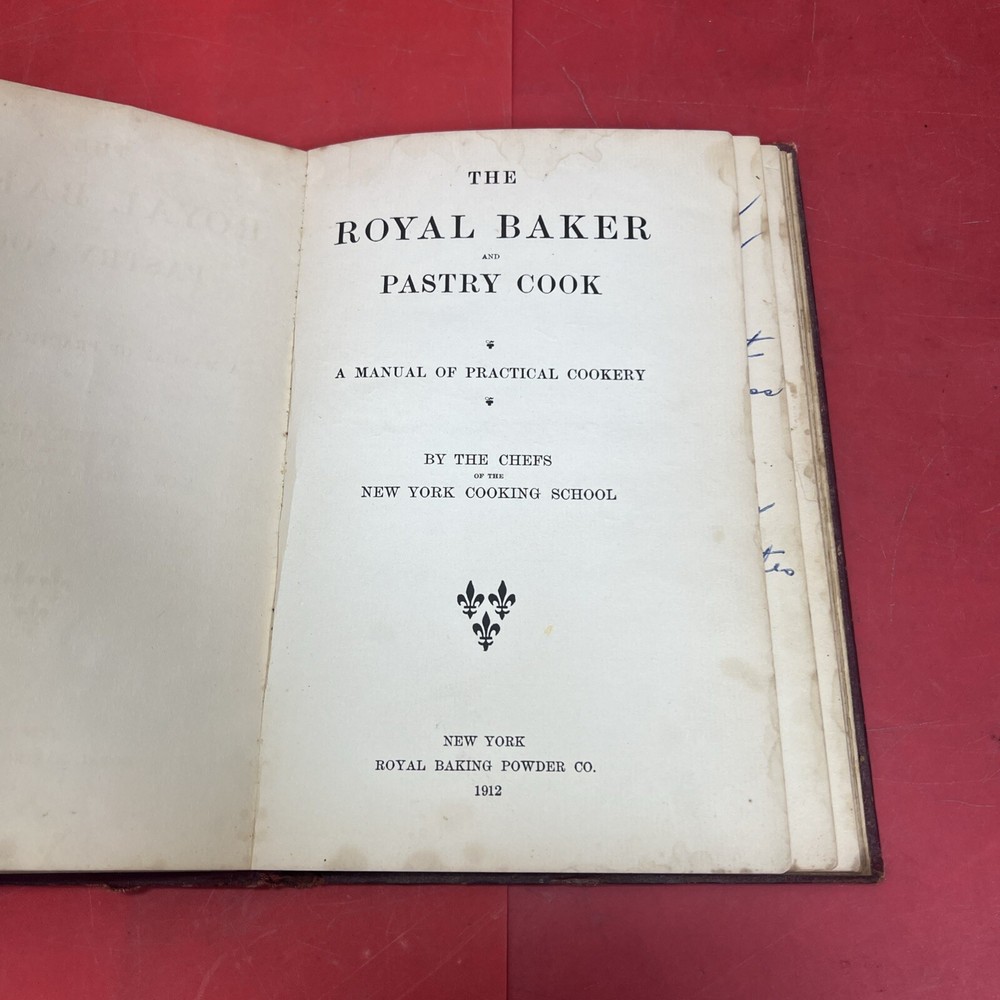 THE
ROYAL BAKER
AND
PASTRY COOK
A MANUAL OF PRACTICAL COOKERY
BY THE CHEFS
OF THE
NEW YORK COOKING SCHOOL
NEW YORK
ROYAL BAKING POWDER CO.
1912